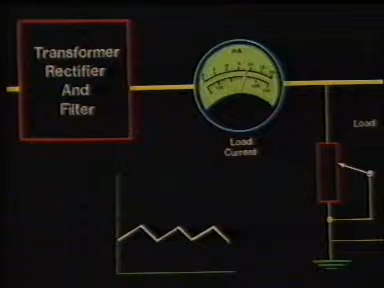 Transformer
Rectifier
And
Filter
mA
Load
Current
Load